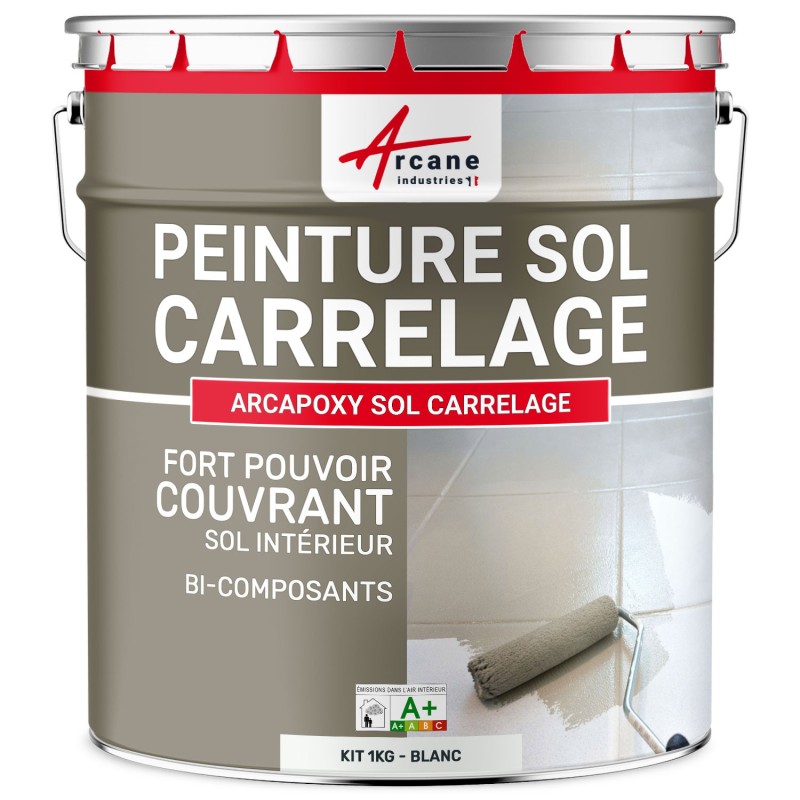 Arcane
industries
PEINTURE SOL
CARRELAGE
ARCAPOXY SOL CARRELAGE
FORT POUVOIR
COUVRANT
SOL INTÉRIEUR
BI-COMPOSANTS
ÉMISSIONS DANS L'AIR INTÉRIEUR
A+
A+ A B C
KIT 1KG - BLANC